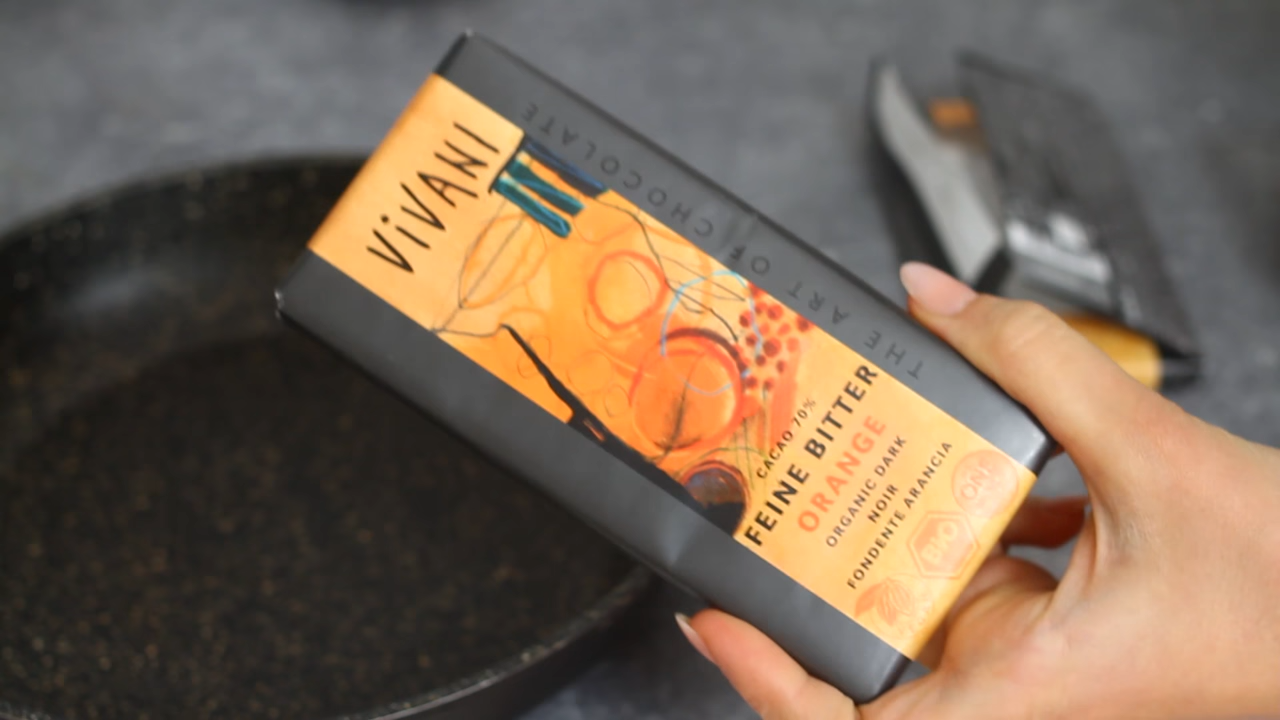 ViVANI
THE ART OF CHOCOLATE
CACAO 70%
FEINE BITTER
ORANGE
ORGANIC DARK
NOIR
FONDENTE ARANCIA
BIO